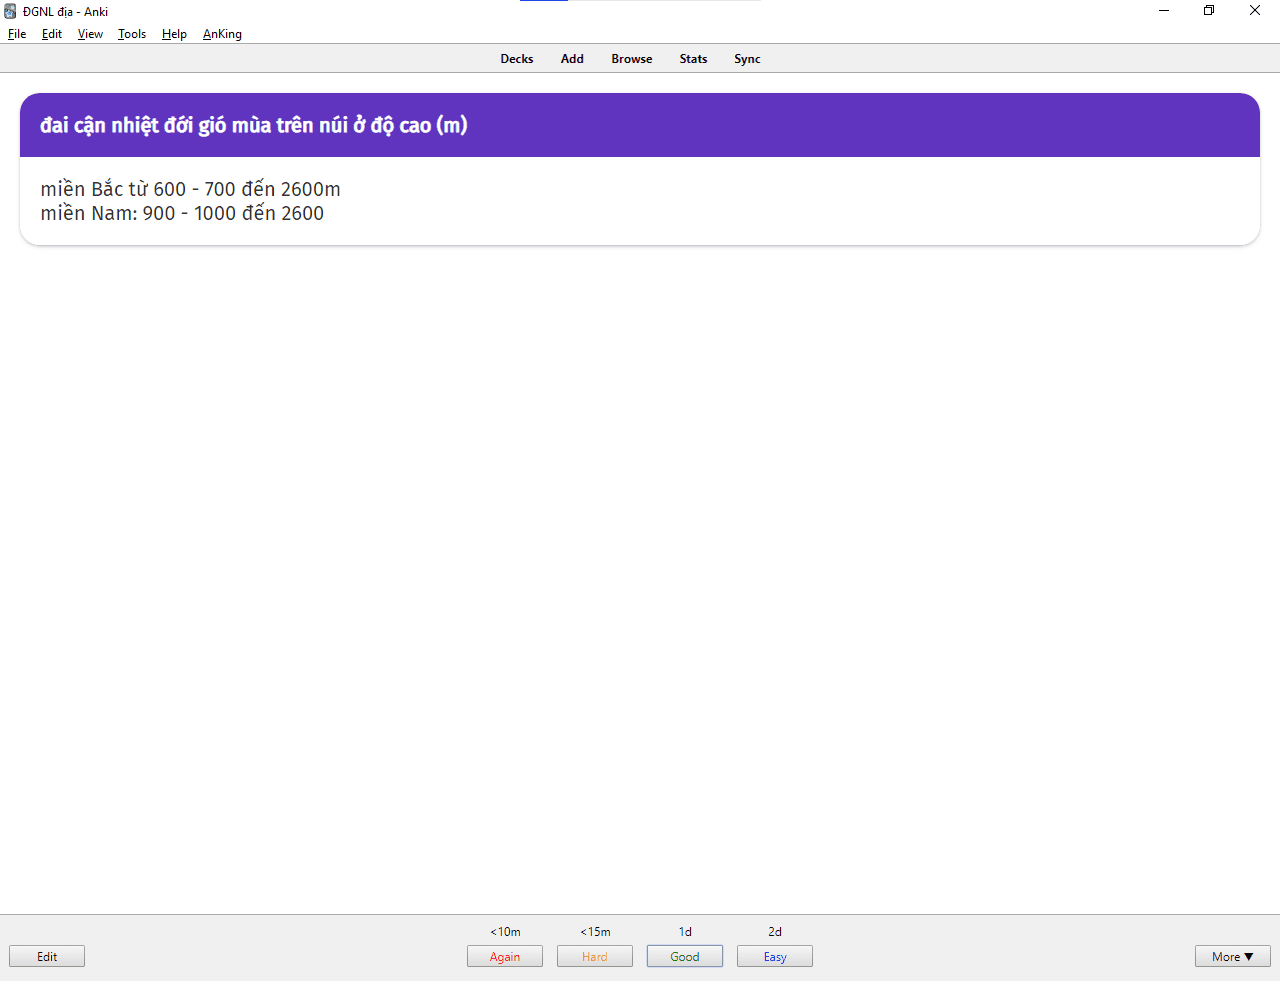 ĐGNL địa - Anki
File Edit View Tools Help AnKing
Decks Add Browse Stats Sync
đai cận nhiệt đới gió mùa trên núi ở độ cao (m)
miền Bắc từ 600 - 700 đến 2600m
miền Nam: 900 - 1000 đến 2600
<10m <15m 1d 2d
Edit Again Hard Good Easy More ▼